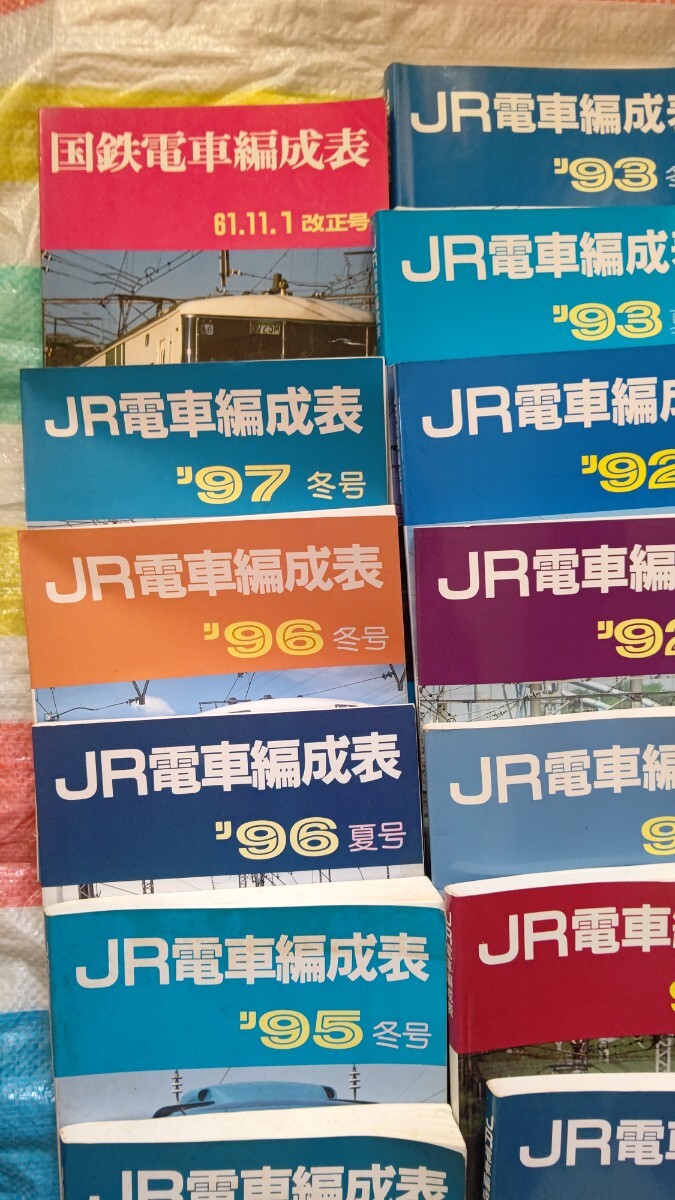 国鉄電車編成表
61.11.1 改正号
JR電車編成表
'97 冬号
JR電車編成表
'96 冬号
JR電車編成表
'96 夏号
JR電車編成表
'95 冬号
JR電車編成表
JR電車編成表
'93 冬
JR電車編成表
'93
JR電車編成
'92
JR電車編
'92
JR電車編
JR電車
JR電車